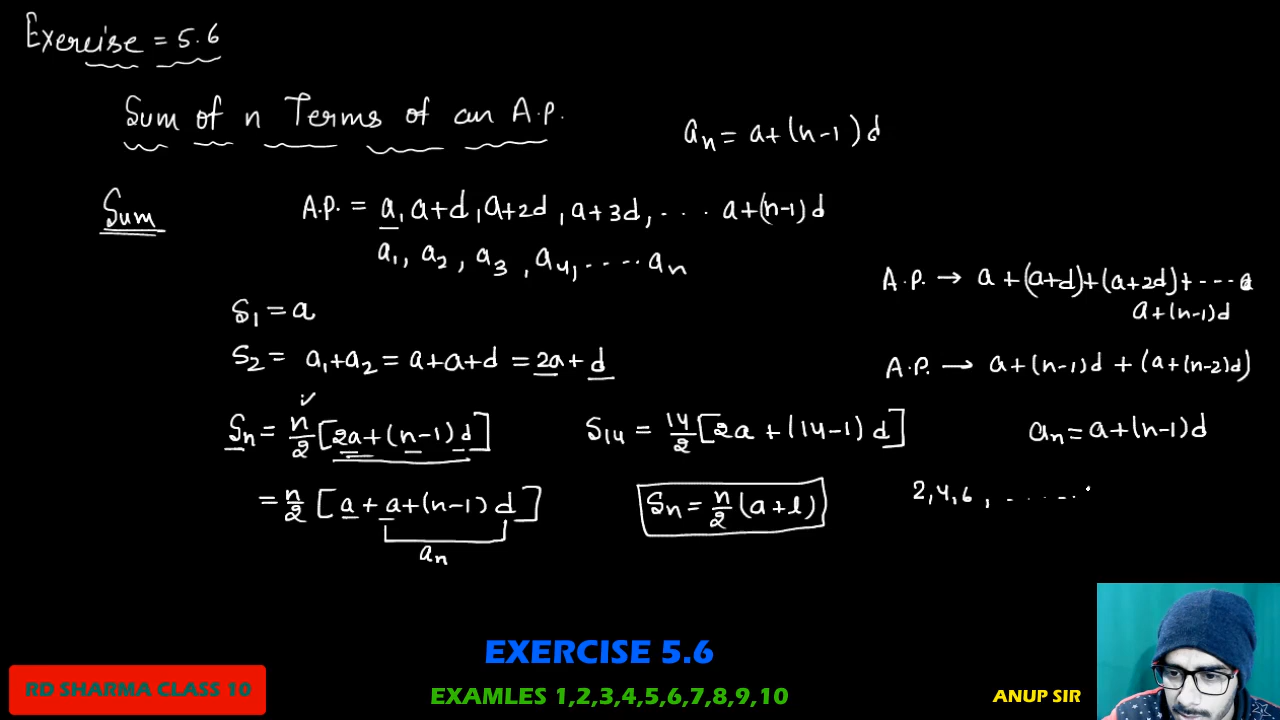 Exercise = 5.6
Sum of n Terms of an A.P.
aₙ = a+(n-1)d
Sum
A.P. = a, a+d, a+2d, a+3d, .... a+(n-1)d
a₁, a₂, a₃, a₄, ..... aₙ
S₁ = a
S₂ = a₁+a₂ = a+a+d = 2a+d
Sₙ = n/2 [2a+(n-1)d]
= n/2 [a+a+(n-1)d]
aₙ
S₁₄ = 14/2 [2a+(14-1)d]
Sₙ = n/2 (a+l)
A.P. → a+(a+d)+(a+2d)+---a
a+(n-1)d
A.P. → a+(n-1)d + (a+(n-2)d)
aₙ = a+(n-1)d
2,4,6, ......
EXERCISE 5.6
RD SHARMA CLASS 10
EXAMLES 1,2,3,4,5,6,7,8,9,10
ANUP SIR